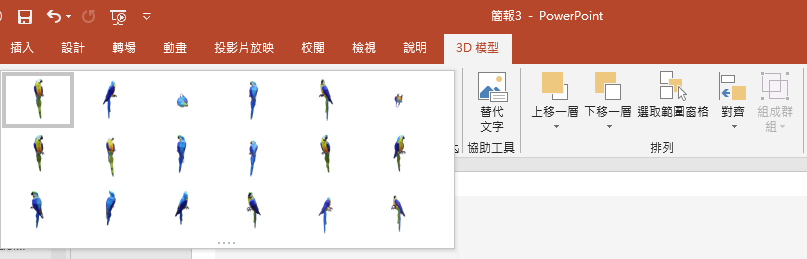 簡報3 - PowerPoint
插入 設計 轉場 動畫 投影片放映 校閱 檢視 說明 3D 模型
替代
文字
上移一層 下移一層 選取範圍窗格 對齊 組成群
組
協助工具 排列